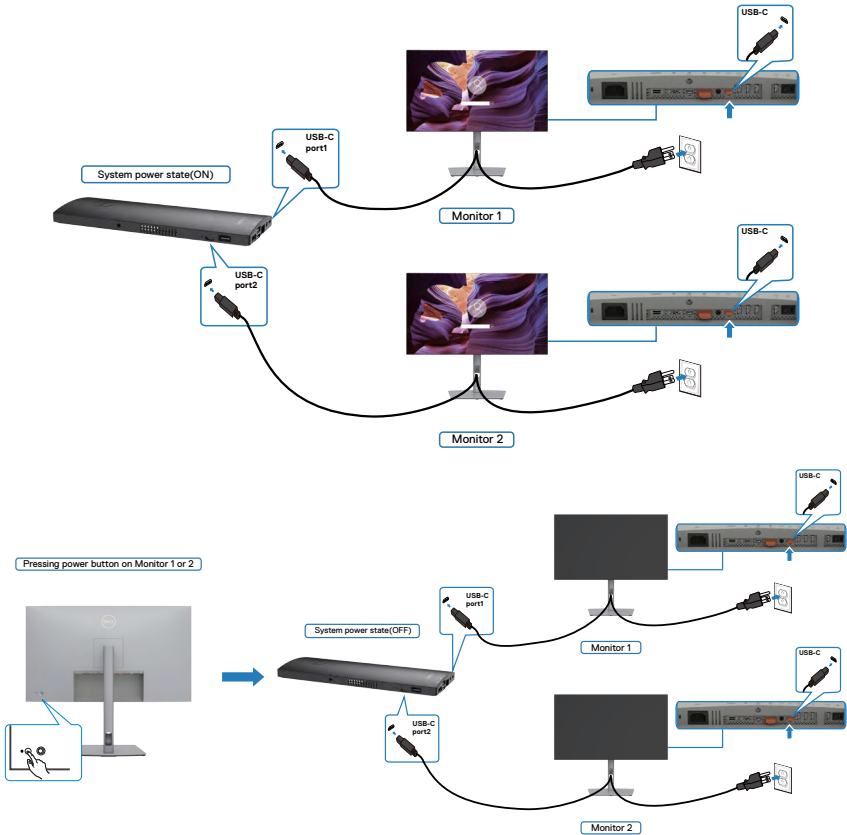 USB-C
USB-C
port1
System power state(ON)
Monitor 1
USB-C
USB-C
port2
Monitor 2
USB-C
Pressing power button on Monitor 1 or 2
USB-C
port1
System power state(OFF)
Monitor 1
USB-C
DELL
USB-C
port2
Monitor 2